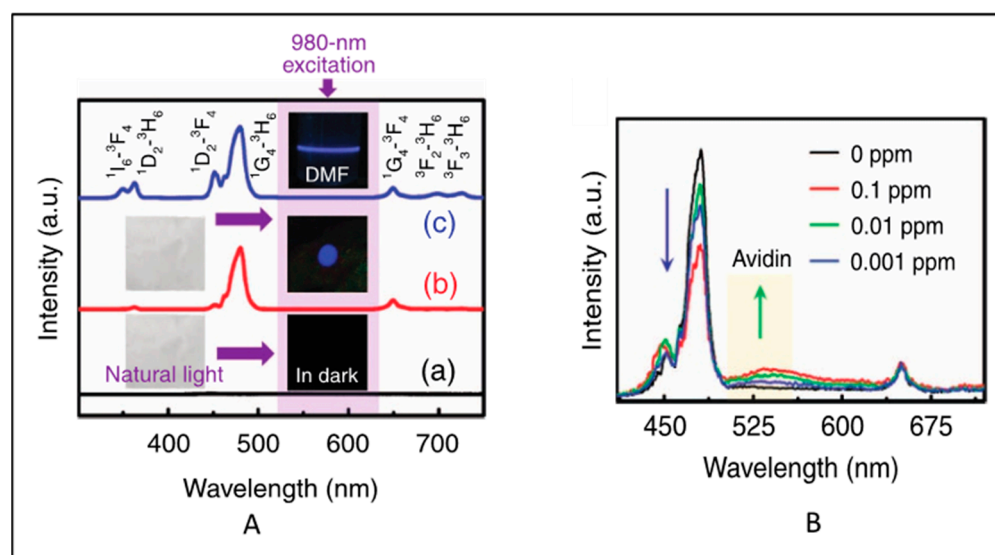 980-nm
excitation
¹I₆-³F₄
¹D₂-³H₆
¹D₂-³F₄
¹G₄-³H₆
¹G₄-³F₄
³F₂-³H₆
³F₃-³H₆
DMF
(c)
(b)
Natural light
In dark
(a)
Intensity (a.u.)
400 500 600 700
Wavelength (nm)
A
0 ppm
0.1 ppm
0.01 ppm
0.001 ppm
Avidin
Intensity (a.u.)
450 525 600 675
Wavelength (nm)
B